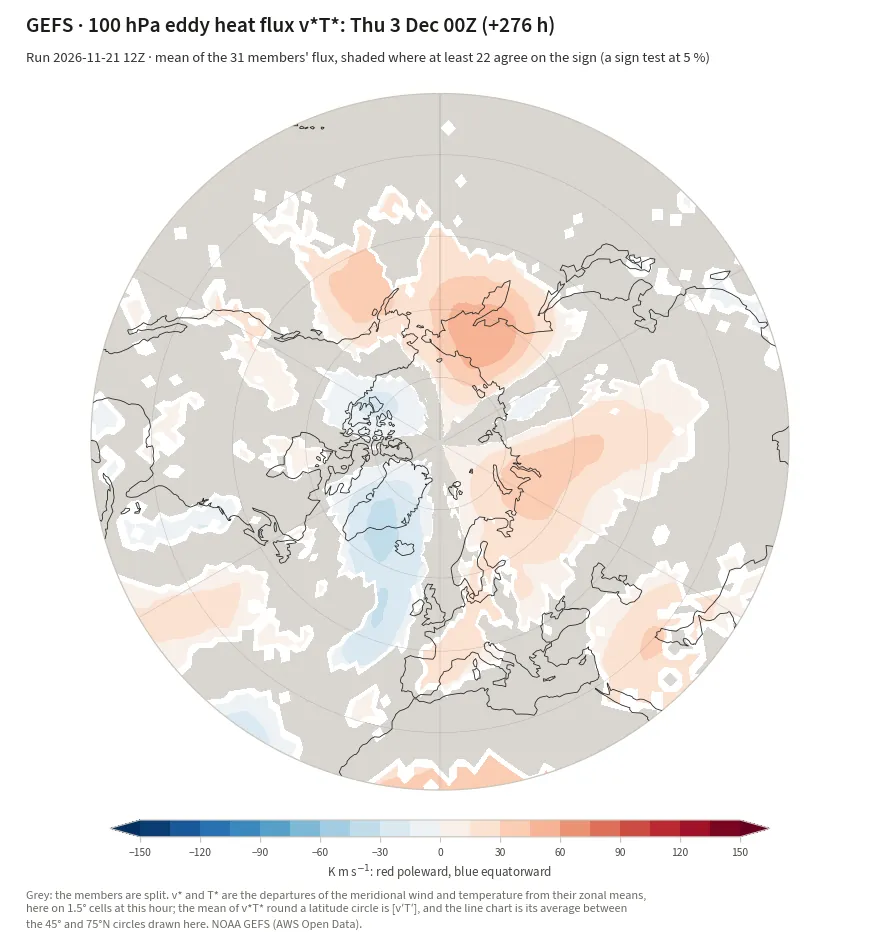 GEFS · 100 hPa eddy heat flux v*T*: Thu 3 Dec 00Z (+276 h)
Run 2026-11-21 12Z · mean of the 31 members' flux, shaded where at least 22 agree on the sign (a sign test at 5 %)
−150 −120 −90 −60 −30 0 30 60 90 120 150
K m s⁻¹: red poleward, blue equatorward
Grey: the members are split. v* and T* are the departures of the meridional wind and temperature from their zonal means,
here on 1.5° cells at this hour; the mean of v*T* round a latitude circle is [v'T'], and the line chart is its average between
the 45° and 75°N circles drawn here. NOAA GEFS (AWS Open Data).